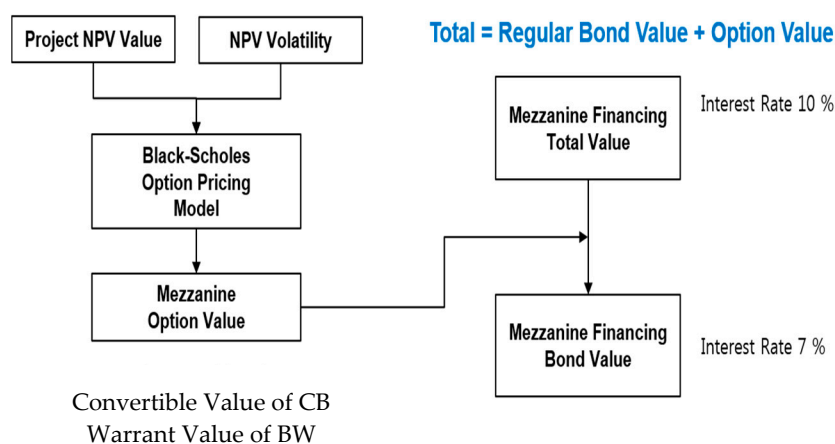 Project NPV Value
NPV Volatility
Black-Scholes
Option Pricing
Model
Mezzanine
Option Value
Convertible Value of CB
Warrant Value of BW
Total = Regular Bond Value + Option Value
Mezzanine Financing
Total Value
Interest Rate 10 %
Mezzanine Financing
Bond Value
Interest Rate 7 %